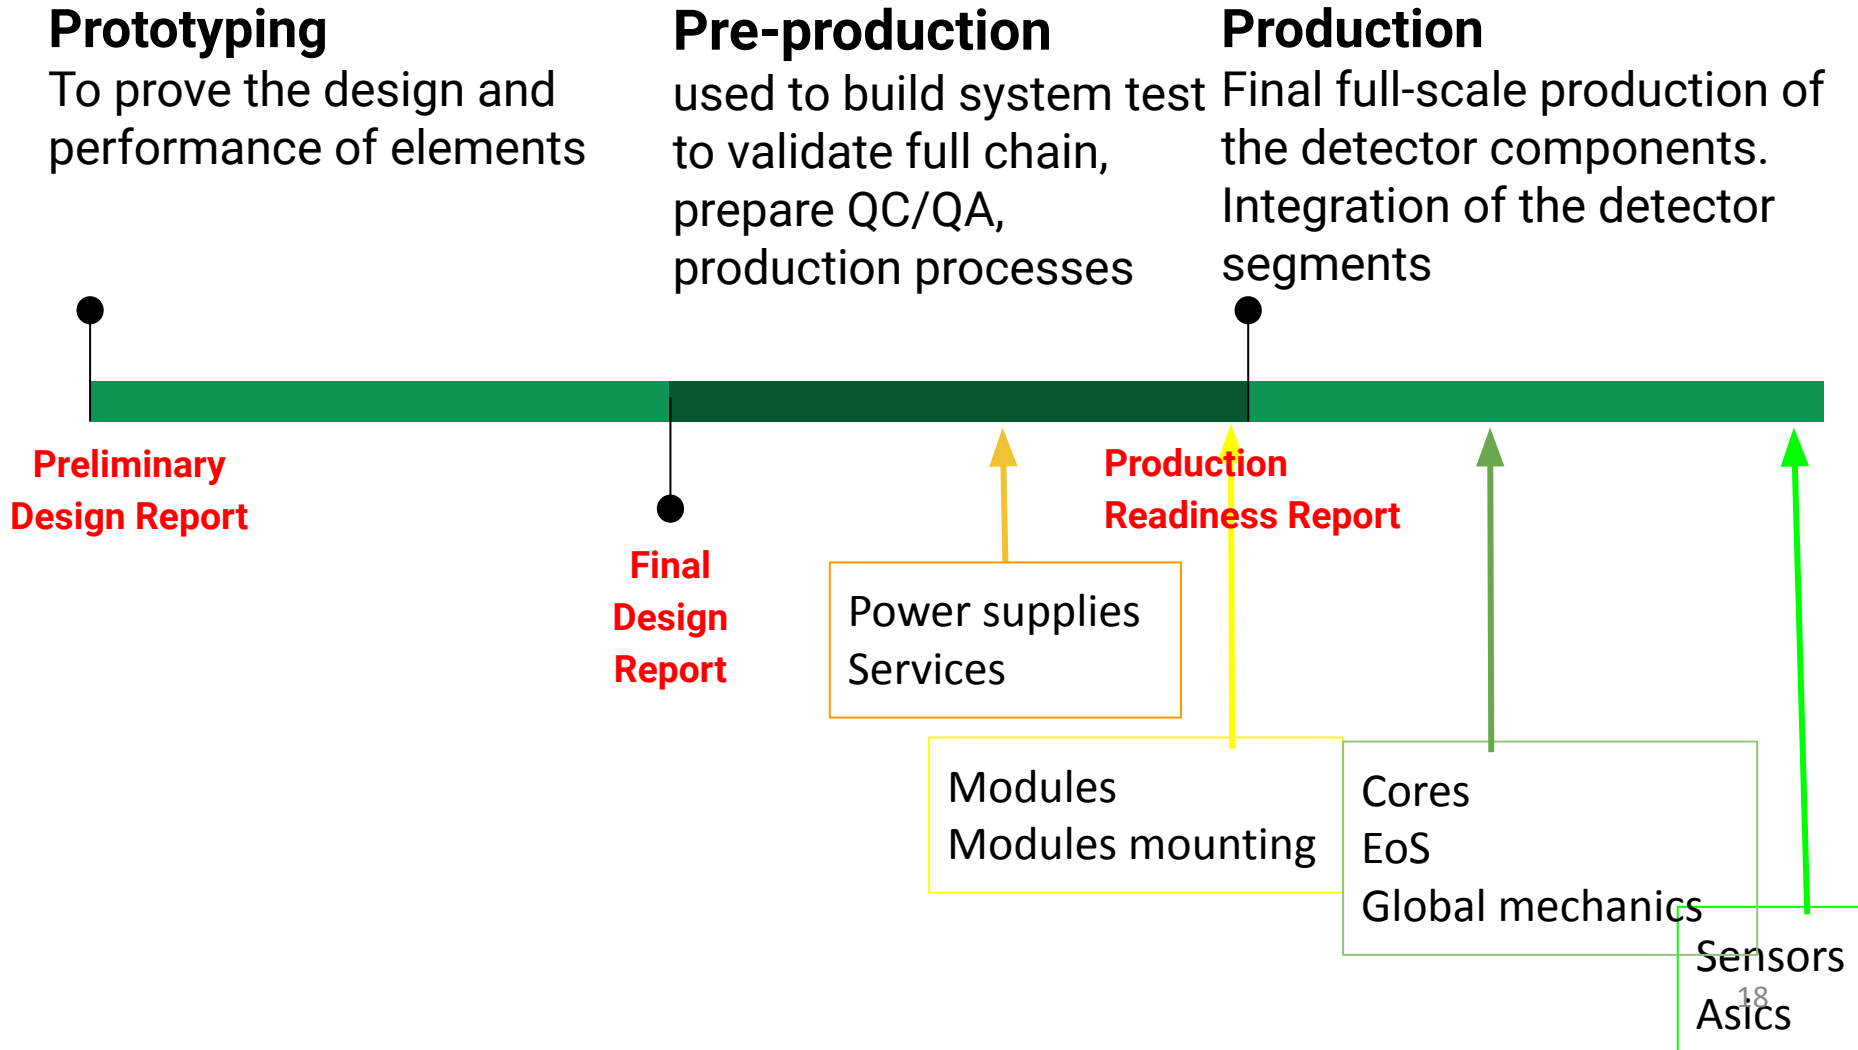 Prototyping
To prove the design and
performance of elements
Pre-production
used to build system test
to validate full chain,
prepare QC/QA,
production processes
Production
Final full-scale production of
the detector components.
Integration of the detector
segments
Preliminary
Design Report
Final
Design
Report
Production
Readiness Report
Power supplies
Services
Modules
Modules mounting
Cores
EoS
Global mechanics
Sensors
Asics
18